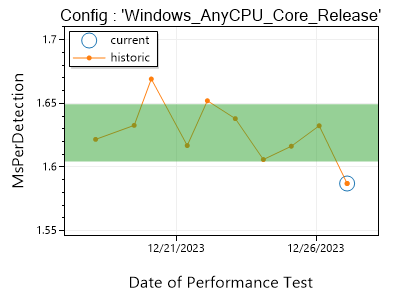 Config : 'Windows_AnyCPU_Core_Release'
current
historic
1.7
1.65
1.6
1.55
MsPerDetection
12/21/2023
12/26/2023
Date of Performance Test